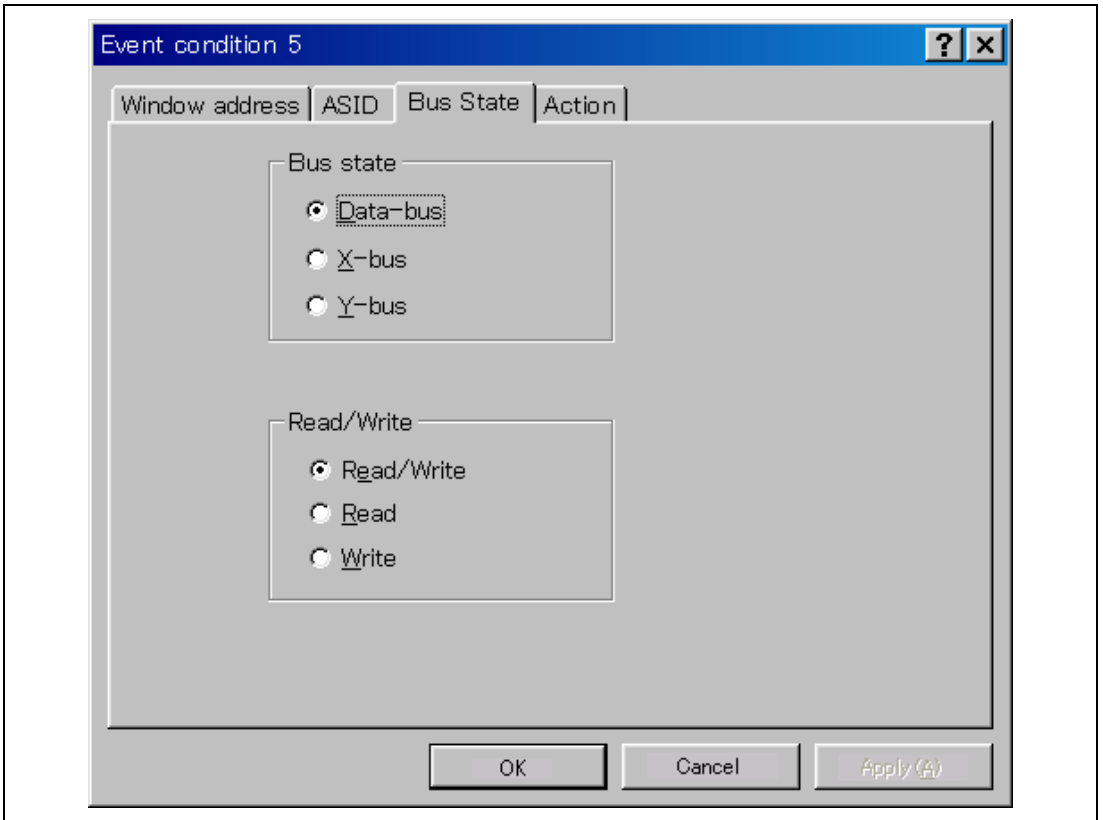 Event condition 5
Window address ASID Bus State Action
Bus state
Data-bus
X-bus
Y-bus
Read/Write
Read/Write
Read
Write
OK Cancel Apply(A)